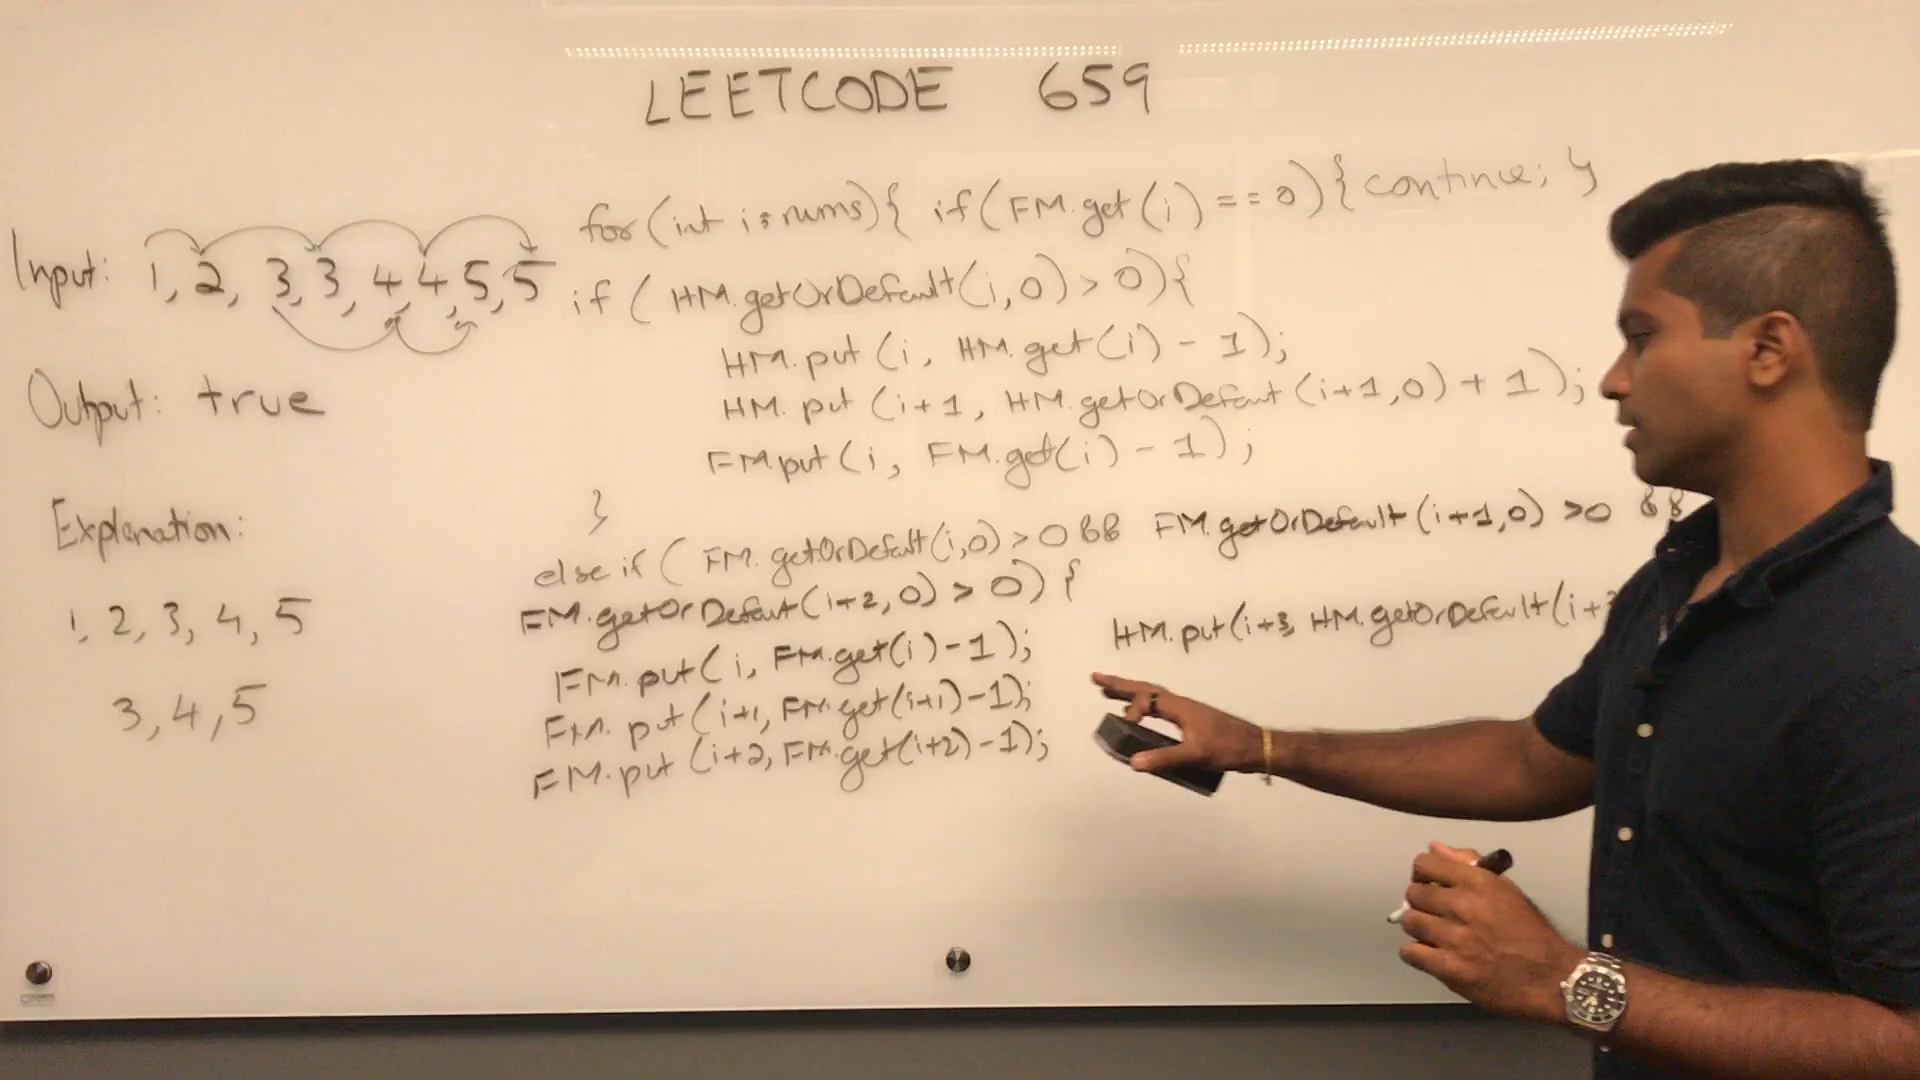 LEETCODE 659
Input: 1, 2, 3, 3, 4, 4, 5, 5
Output: true
Explanation:
1, 2, 3, 4, 5
3, 4, 5
for (int i : nums) { if (FM.get(i) == 0) { continue; }
if ( HM.getOrDefault(i, 0) > 0) {
HM.put (i, HM.get(i) - 1);
HM.put (i+1, HM.getOrDefaut (i+1, 0) + 1);
FM.put (i, FM.get(i) - 1);
}
else if ( FM.getOrDefault(i, 0) > 0 && FM.getOrDefault (i+1, 0) > 0 &&
FM.getOrDefaut (i+2, 0) > 0) {
FM.put (i, FM.get(i) - 1);
FM.put (i+1, FM.get(i+1) - 1);
FM.put (i+2, FM.get(i+2) - 1);
HM.put (i+3, HM.getOrDefault (i+